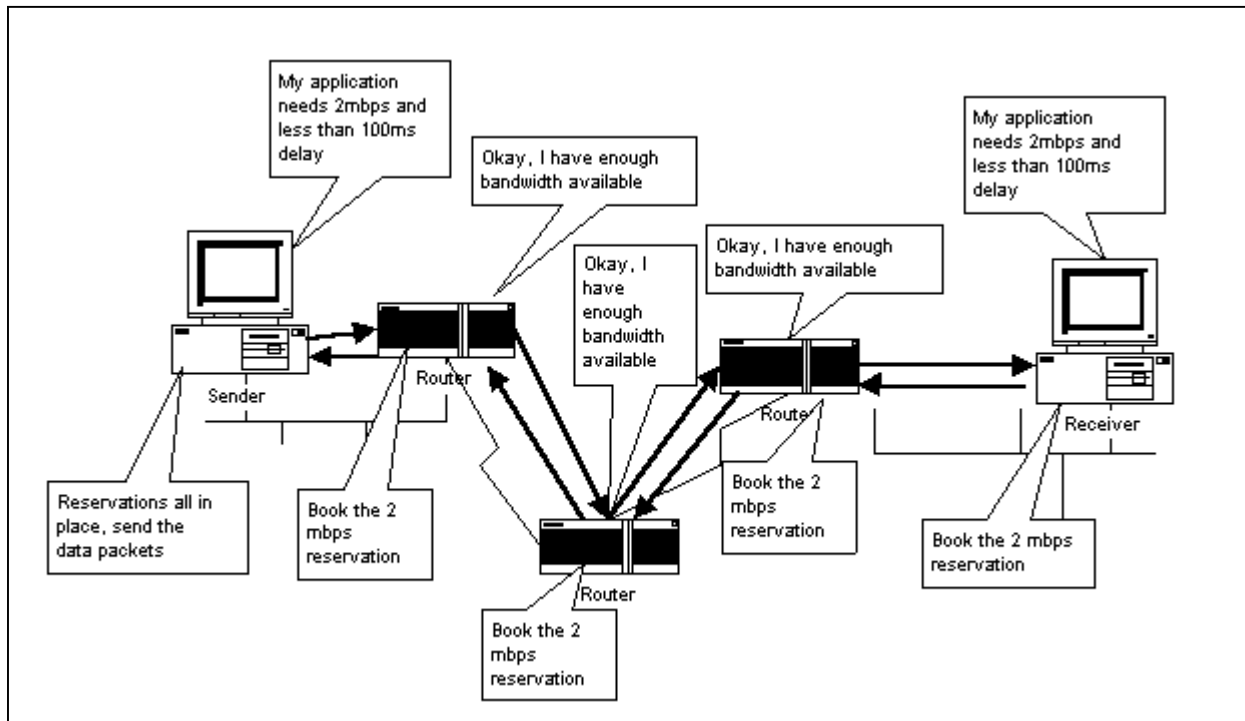 My application
needs 2mbps and
less than 100ms
delay
Okay, I have enough
bandwidth available
My application
needs 2mbps and
less than 100ms
delay
Okay, I
have
enough
bandwidth
available
Okay, I have enough
bandwidth available
Sender
Router
Route
Receiver
Reservations all in
place, send the
data packets
Book the 2
mbps
reservation
Book the 2
mbps
reservation
Book the 2 mbps
reservation
Router
Book the 2
mbps
reservation